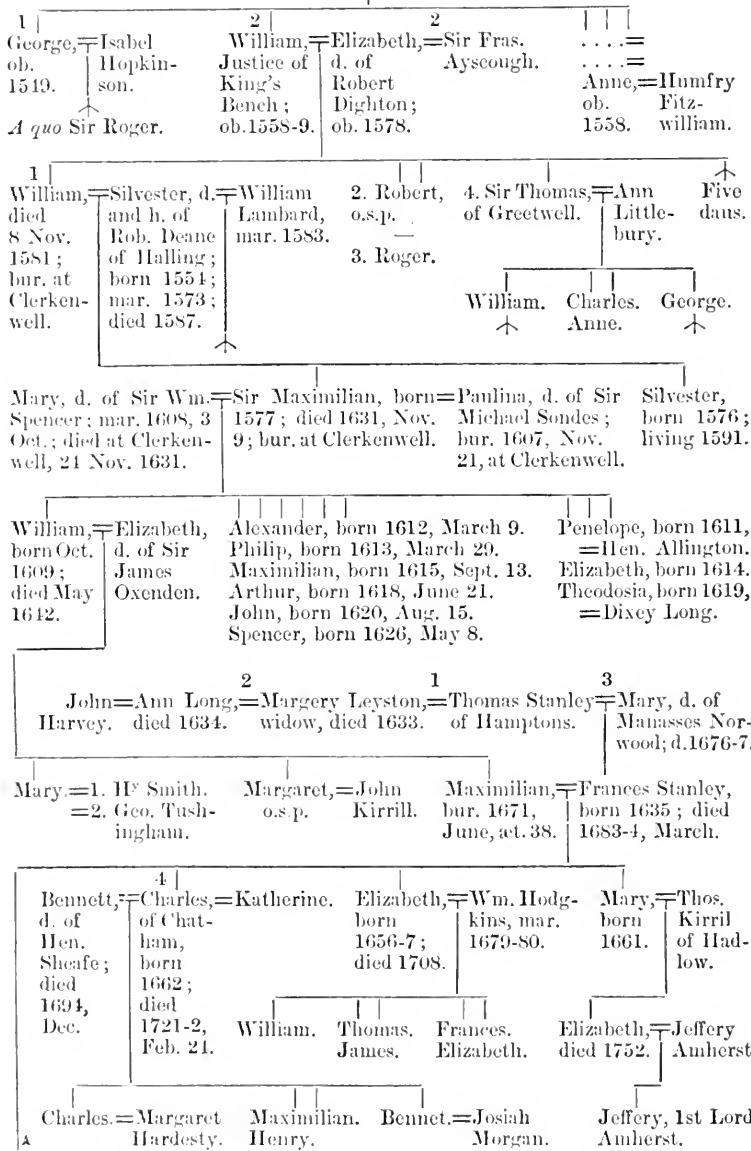 1 2 2
George, = Isabel William, = Elizabeth, = Sir Fras. . . . . =
ob. Hopkin- Justice of d. of Ayscough. . . . . =
1549. son. King's Robert Anne, = Humfry
Bench ; Dighton; ob. Fitz-
A quo Sir Roger. ob.1558-9. ob. 1578. 1558. william.
1
William, = Silvester, d. = William 2. Robert, 4. Sir Thomas, = Ann Five
died and h. of Lambard, o.s.p. of Greetwell. Little- daus.
8 Nov. Rob. Deane mar. 1583. — bury.
1581 ; of Halling ; 3. Roger.
bur. at born 1554;
Clerken- mar. 1573; William. Charles. George.
well. died 1587. Anne.
Mary, d. of Sir Wm. = Sir Maximilian, born = Paulina, d. of Sir Silvester,
Spencer ; mar. 1608, 3 1577 ; died 1631, Nov. Michael Sondes ; born 1576;
Oct. ; died at Clerken- 9 ; bur. at Clerkenwell. bur. 1607, Nov. living 1591.
well, 21 Nov. 1631. 21, at Clerkenwell.
William, = Elizabeth, Alexander, born 1612, March 9. Penelope, born 1611,
born Oct. d. of Sir Philip, born 1613, March 29. =Hen. Allington.
1609 ; James Maximilian, born 1615, Sept. 13. Elizabeth, born 1614.
died May Oxenden. Arthur, born 1618, June 21. Theodosia, born 1619,
1642. John, born 1620, Aug. 15. =Dixey Long.
Spencer, born 1626, May 8.
2 1 3
John = Ann Long, = Margery Leyston, = Thomas Stanley = Mary, d. of
Harvey. died 1634. widow, died 1633. of Hamptons. Manasses Nor-
wood; d.1676-7.
Mary. = 1. Hy Smith. Margaret, = John Maximilian, = Frances Stanley,
=2. Geo. Tush- o.s.p. Kirrill. bur. 1671, born 1635 ; died
ingham. June, æt. 38. 1683-4, March.
4
Bennett, = Charles, = Katherine. Elizabeth, = Wm. Hodg- Mary, = Thos.
d. of of Chat- born kins, mar. born Kirril
Hen. ham, 1656-7 ; 1679-80. 1661. of Had-
Sheafe ; born died 1708. low.
died 1662 ;
1694, died
Dec. 1721-2, William. Thomas. Frances. Elizabeth, = Jeffery
Feb. 24. James. Elizabeth. died 1752. Amherst
Charles. = Margaret Maximilian. Bennet. = Josiah Jeffery, 1st Lord
A Hardesty. Henry. Morgan. Amherst.